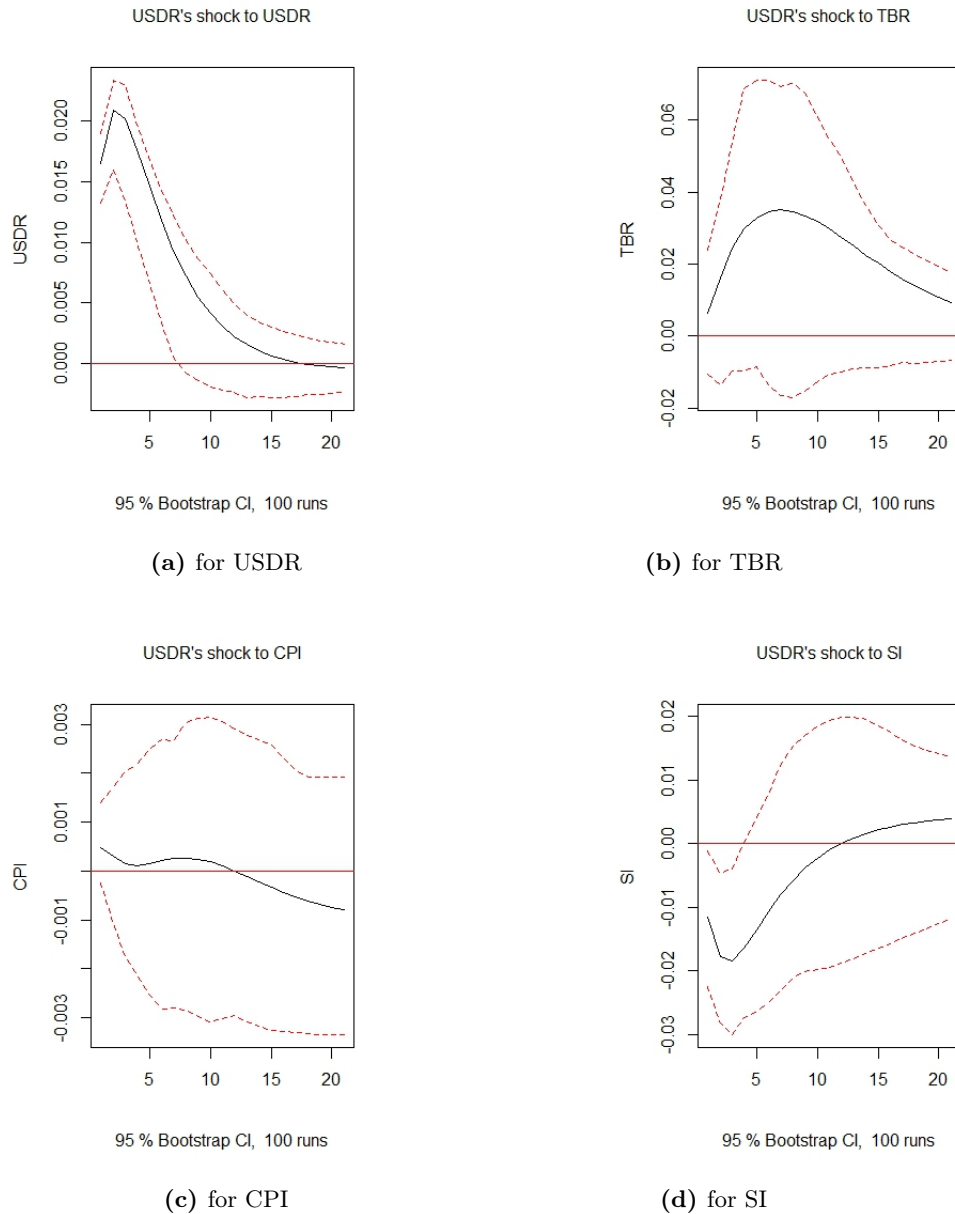 USDR's shock to USDR
USDR
0.000 0.005 0.010 0.015 0.020
5 10 15 20
95 % Bootstrap CI, 100 runs
(a) for USDR
USDR's shock to TBR
TBR
-0.02 0.00 0.02 0.04 0.06
5 10 15 20
95 % Bootstrap CI, 100 runs
(b) for TBR
USDR's shock to CPI
CPI
-0.003 -0.001 0.001 0.003
5 10 15 20
95 % Bootstrap CI, 100 runs
(c) for CPI
USDR's shock to SI
SI
-0.03 -0.02 -0.01 0.00 0.01 0.02
5 10 15 20
95 % Bootstrap CI, 100 runs
(d) for SI